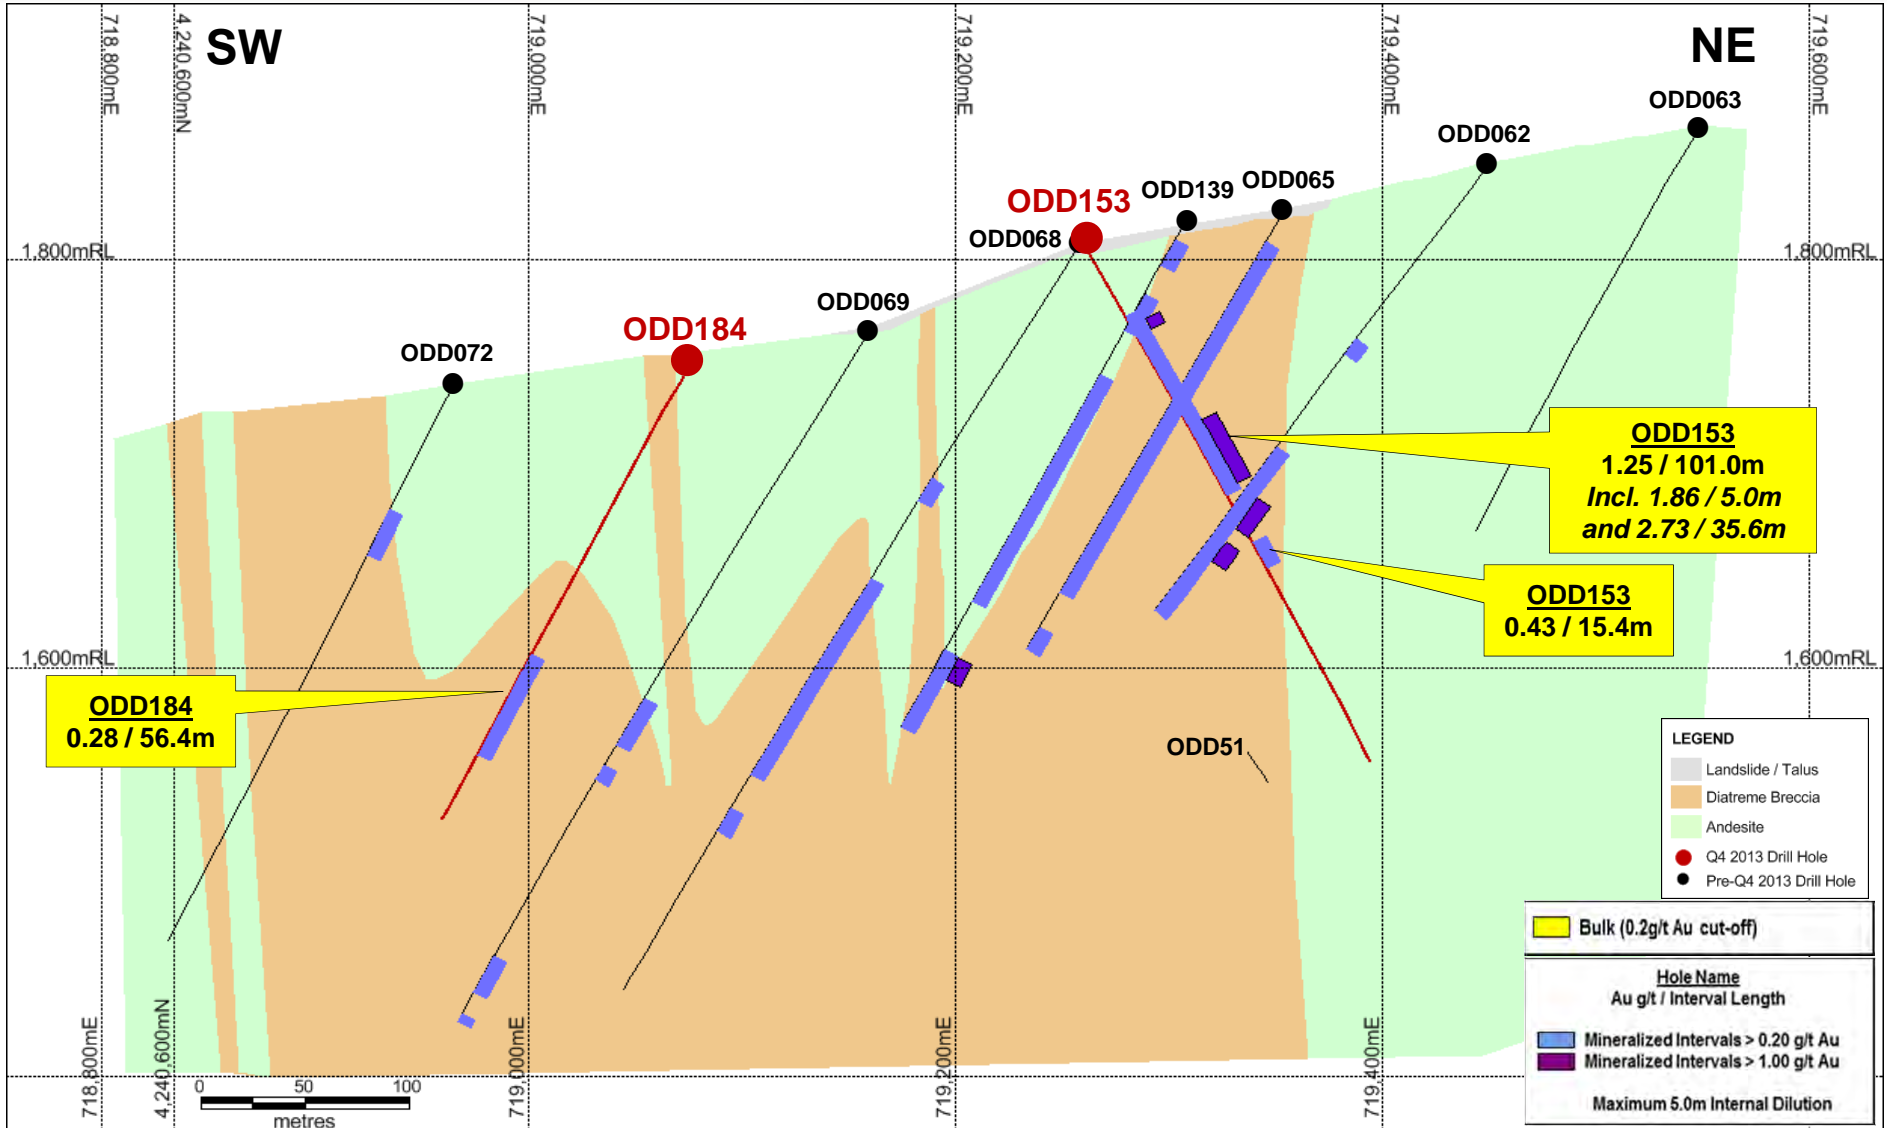 SW
NE
718,800mE
4,240,600mN
719,000mE
719,200mE
719,400mE
719,600mE
ODD063
ODD062
ODD065
ODD139
ODD153
ODD068
1,800mRL
1,800mRL
ODD069
ODD184
ODD072
ODD153
1.25 / 101.0m
Incl. 1.86 / 5.0m
and 2.73 / 35.6m
ODD153
0.43 / 15.4m
1,600mRL
1,600mRL
ODD184
0.28 / 56.4m
ODD51
LEGEND
Landslide / Talus
Diatreme Breccia
Andesite
Q4 2013 Drill Hole
Pre-Q4 2013 Drill Hole
Bulk (0.2g/t Au cut-off)
Hole Name
Au g/t / Interval Length
Mineralized Intervals > 0.20 g/t Au
Mineralized Intervals > 1.00 g/t Au
Maximum 5.0m Internal Dilution
718,800mE
4,240,600mN
719,000mE
719,200mE
719,400mE
0 50 100
metres